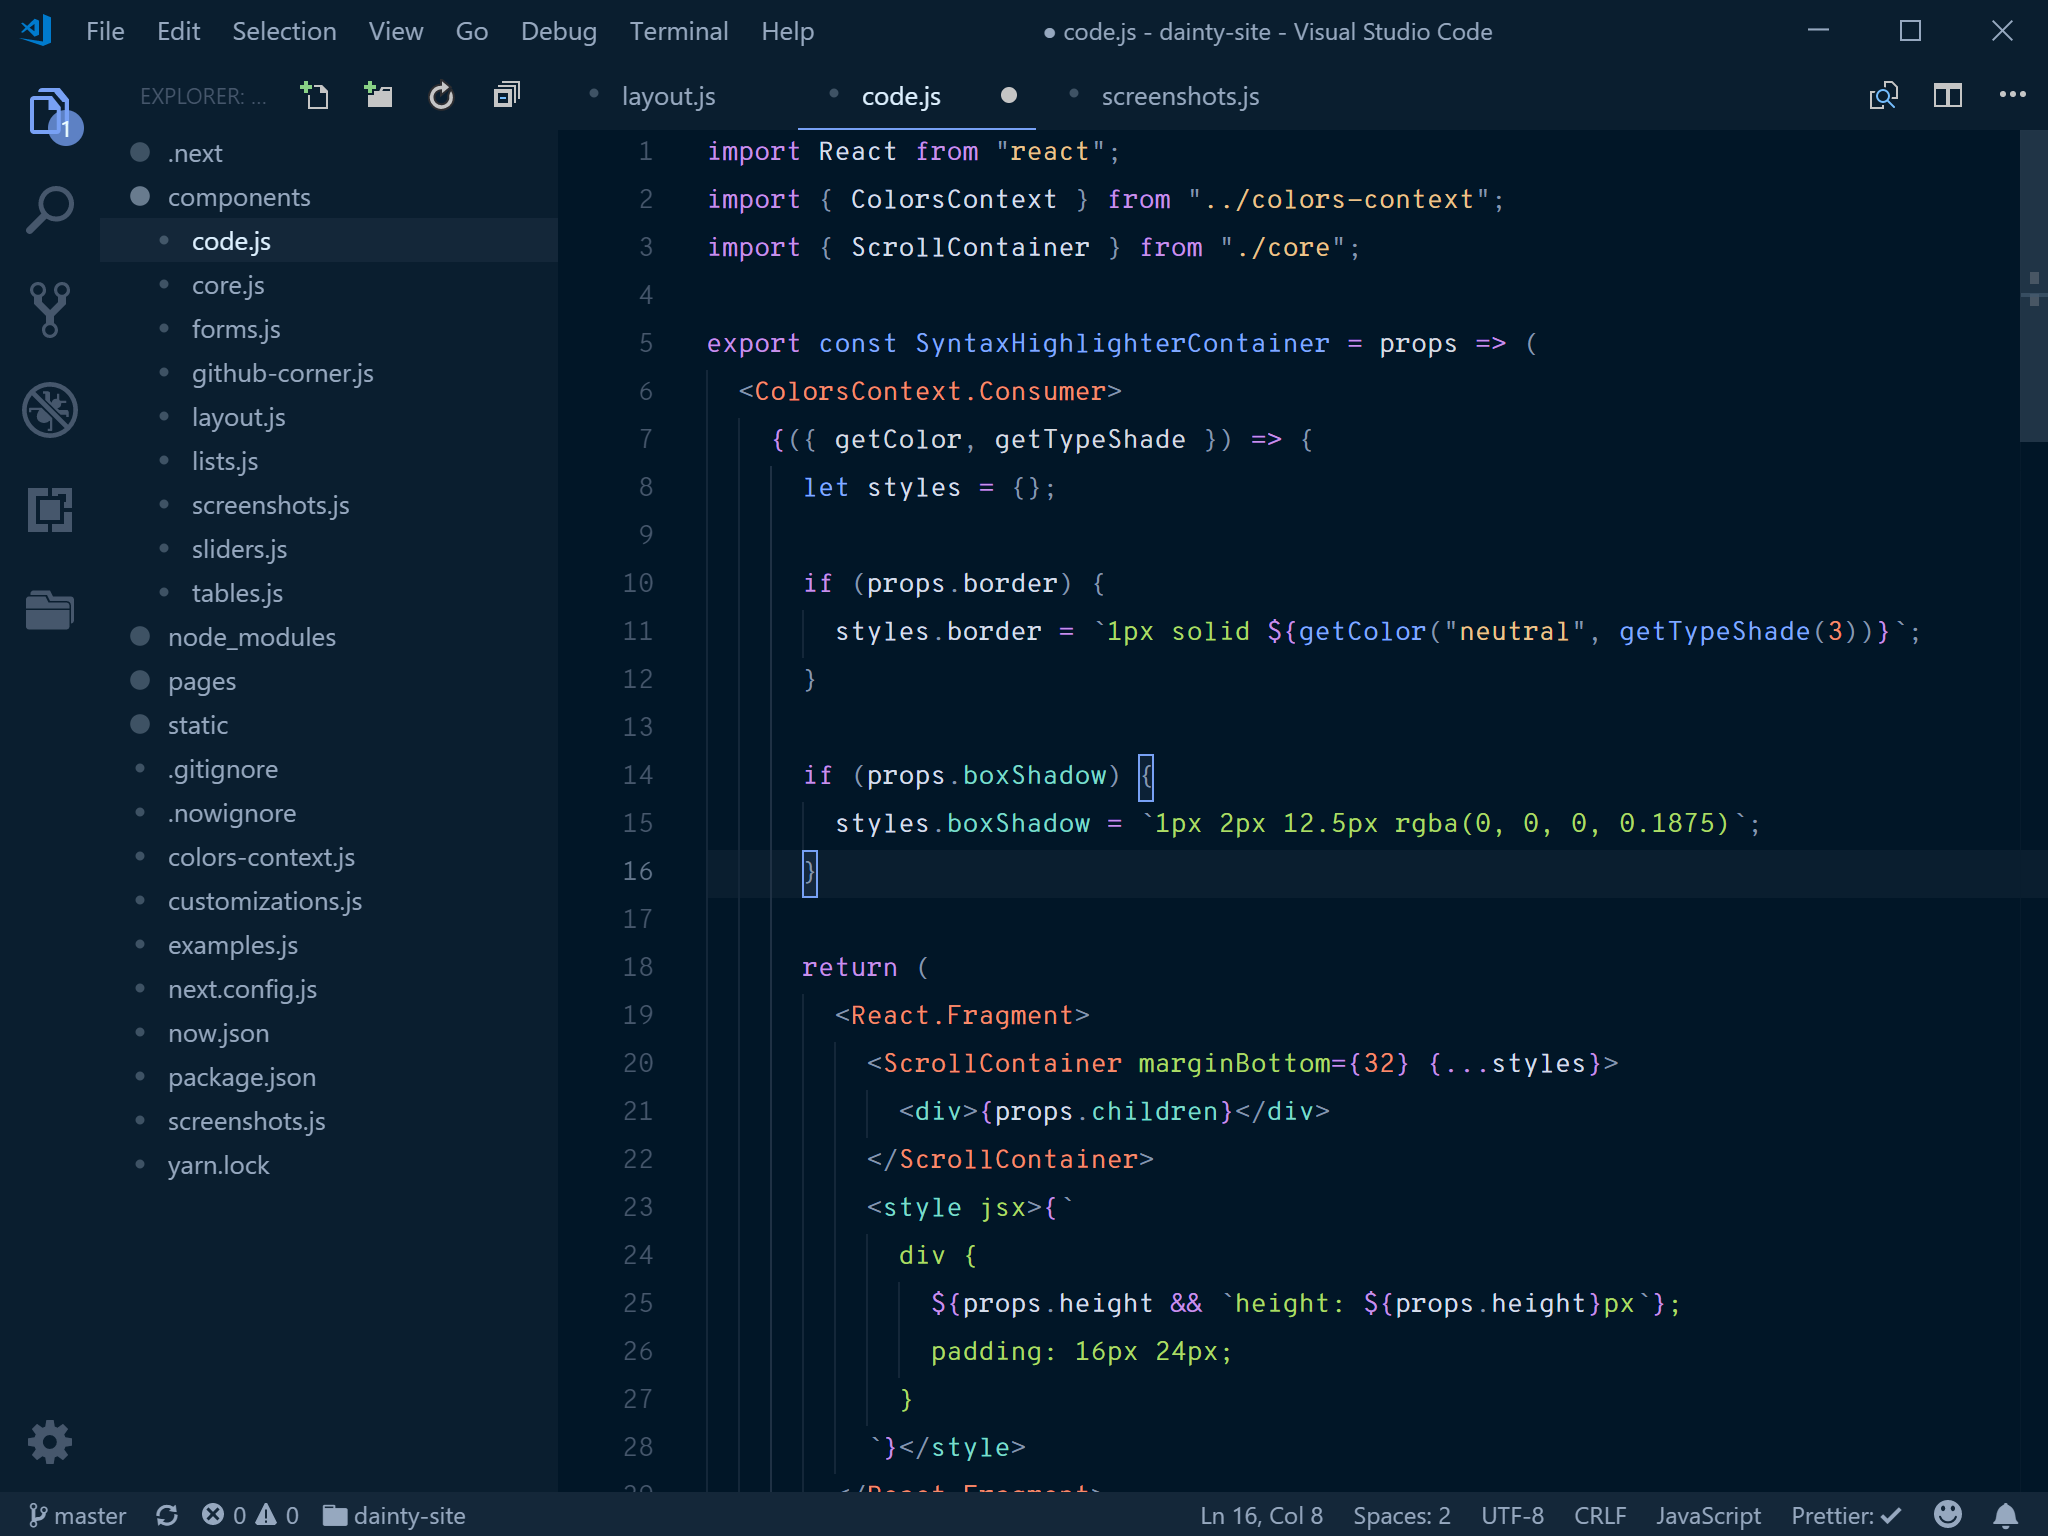 File Edit Selection View Go Debug Terminal Help
● code.js - dainty-site - Visual Studio Code
EXPLORER: ...
layout.js
code.js
screenshots.js
1
.next
components
code.js
core.js
forms.js
github-corner.js
layout.js
lists.js
screenshots.js
sliders.js
tables.js
node_modules
pages
static
.gitignore
.nowignore
colors-context.js
customizations.js
examples.js
next.config.js
now.json
package.json
screenshots.js
yarn.lock
1 import React from "react";
2 import { ColorsContext } from "../colors-context";
3 import { ScrollContainer } from "./core";
4
5 export const SyntaxHighlighterContainer = props => (
6 <ColorsContext.Consumer>
7 {({ getColor, getTypeShade }) => {
8 let styles = {};
9
10 if (props.border) {
11 styles.border = `1px solid ${getColor("neutral", getTypeShade(3))}`;
12 }
13
14 if (props.boxShadow) {
15 styles.boxShadow = `1px 2px 12.5px rgba(0, 0, 0, 0.1875)`;
16 }
17
18 return (
19 <React.Fragment>
20 <ScrollContainer marginBottom={32} {...styles}>
21 <div>{props.children}</div>
22 </ScrollContainer>
23 <style jsx>{`
24 div {
25 ${props.height && `height: ${props.height}px`};
26 padding: 16px 24px;
27 }
28 `}</style>
29 </React.Fragment>
master 0 0 dainty-site
Ln 16, Col 8 Spaces: 2 UTF-8 CRLF JavaScript Prettier: ✓